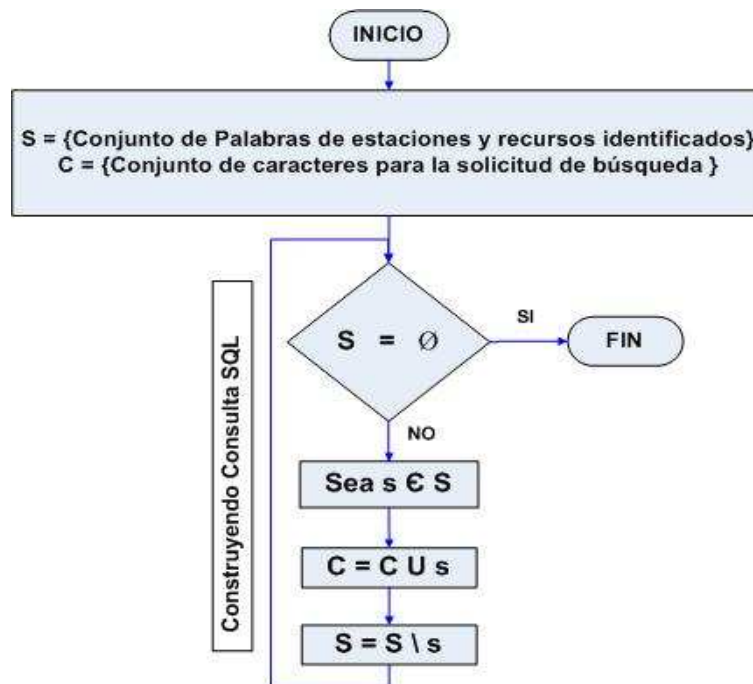 INICIO
S = {Conjunto de Palabras de estaciones y recursos identificados}
C = {Conjunto de caracteres para la solicitud de búsqueda }
Construyendo Consulta SQL
S = Ø
SI
FIN
NO
Sea s Є S
C = C U s
S = S \ s